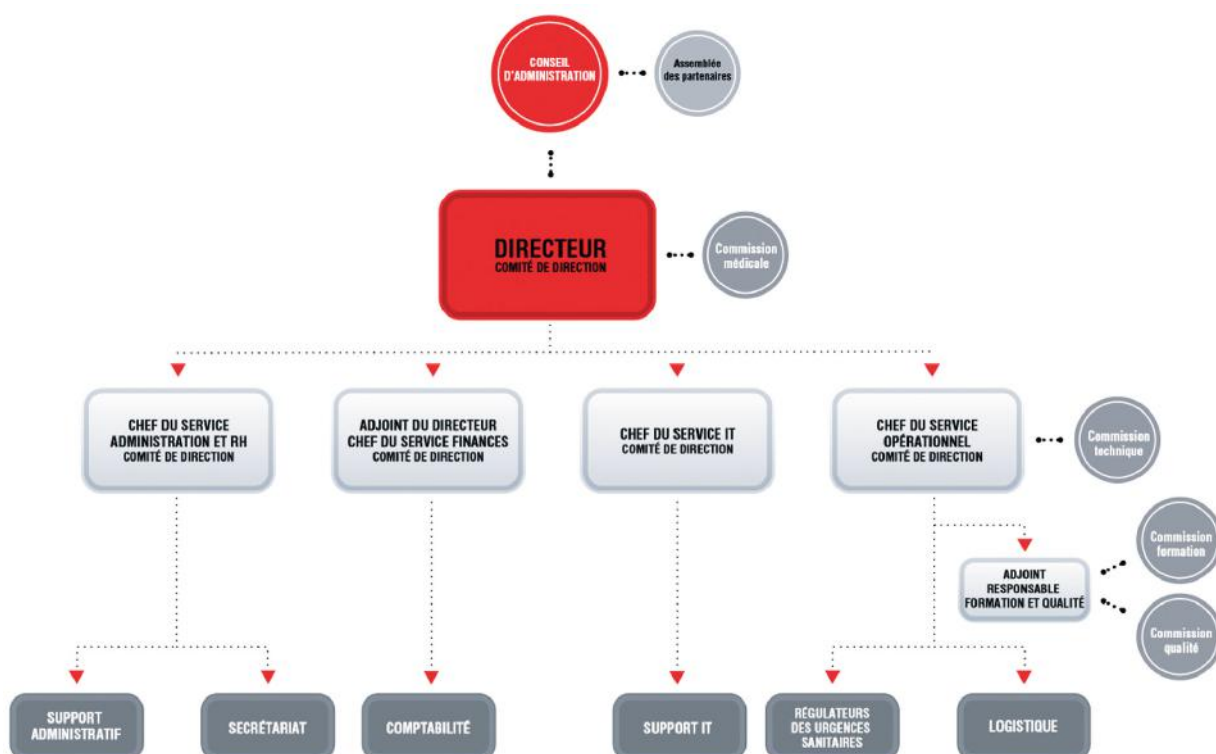 CONSEIL
D'ADMINISTRATION
Assemblée
des partenaires
DIRECTEUR
COMITÉ DE DIRECTION
Commission
médicale
CHEF DU SERVICE
ADMINISTRATION ET RH
COMITÉ DE DIRECTION
ADJOINT DU DIRECTEUR
CHEF DU SERVICE FINANCES
COMITÉ DE DIRECTION
CHEF DU SERVICE IT
COMITÉ DE DIRECTION
CHEF DU SERVICE
OPÉRATIONNEL
COMITÉ DE DIRECTION
Commission
technique
Commission
formation
ADJOINT
RESPONSABLE
FORMATION ET QUALITÉ
Commission
qualité
SUPPORT
ADMINISTRATIF
SECRÉTARIAT
COMPTABILITÉ
SUPPORT IT
RÉGULATEURS
DES URGENCES
SANITAIRES
LOGISTIQUE